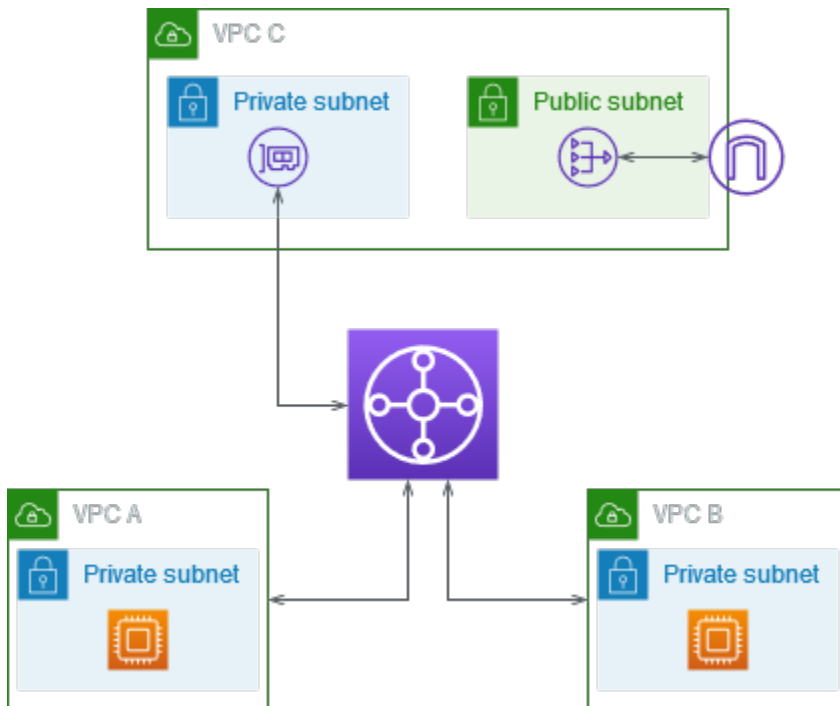 VPC C
Private subnet
Public subnet
VPC A
VPC B
Private subnet
Private subnet